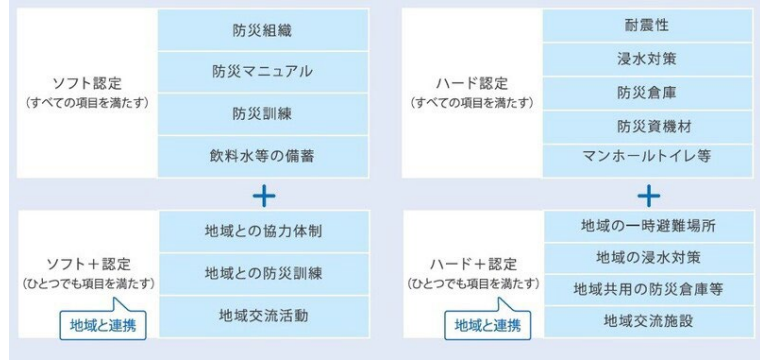 ソフト認定
(すべての項目を満たす)
防災組織
防災マニュアル
防災訓練
飲料水等の備蓄
+
ソフト＋認定
(ひとつでも項目を満たす)
地域と連携
地域との協力体制
地域との防災訓練
地域交流活動
ハード認定
(すべての項目を満たす)
耐震性
浸水対策
防災倉庫
防災資機材
マンホールトイレ等
+
ハード＋認定
(ひとつでも項目を満たす)
地域と連携
地域の一時避難場所
地域の浸水対策
地域共用の防災倉庫等
地域交流施設